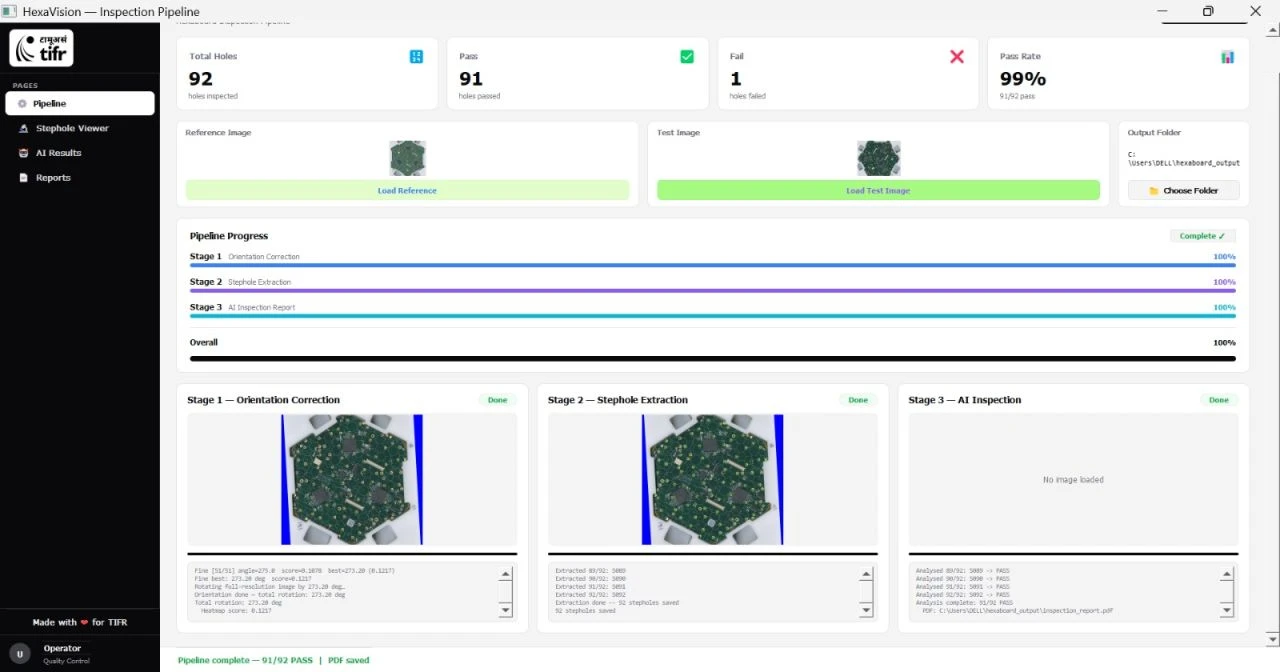 HexaVision — Inspection Pipeline
टामूअसं
tifr
PAGES
Pipeline
Stephole Viewer
AI Results
Reports
Made with ❤ for TIFR
U
Operator
Quality Control
Hexaboard Inspection Pipeline
Total Holes
92
holes inspected
Pass
91
holes passed
Fail
1
holes failed
Pass Rate
99%
91/92 pass
Reference Image
Load Reference
Test Image
Load Test Image
Output Folder
C:
\Users\DELL\hexaboard_output
Choose Folder
Pipeline Progress
Complete ✓
Stage 1 Orientation Correction 100%
Stage 2 Stephole Extraction 100%
Stage 3 AI Inspection Report 100%
Overall 100%
Stage 1 — Orientation Correction
Done
Fine [51/51] angle=275.0 score=0.1078 best=273.20 (0.1217)
Fine best: 273.20 deg score=0.1217
Rotating full-resolution image by 273.20 deg…
Orientation done — total rotation: 273.20 deg
Total rotation: 273.20 deg
Heatmap score: 0.1217
Stage 2 — Stephole Extraction
Done
Extracted 89/92: S089
Extracted 90/92: S090
Extracted 91/92: S091
Extracted 92/92: S092
Extraction done -- 92 stepholes saved
92 stepholes saved
Stage 3 — AI Inspection
Done
No image loaded
Analysed 89/92: S089 -> PASS
Analysed 90/92: S090 -> PASS
Analysed 91/92: S091 -> PASS
Analysed 92/92: S092 -> PASS
Analysis complete: 91/92 PASS
PDF: C:\Users\DELL\hexaboard_output\inspection_report.pdf
Pipeline complete — 91/92 PASS | PDF saved